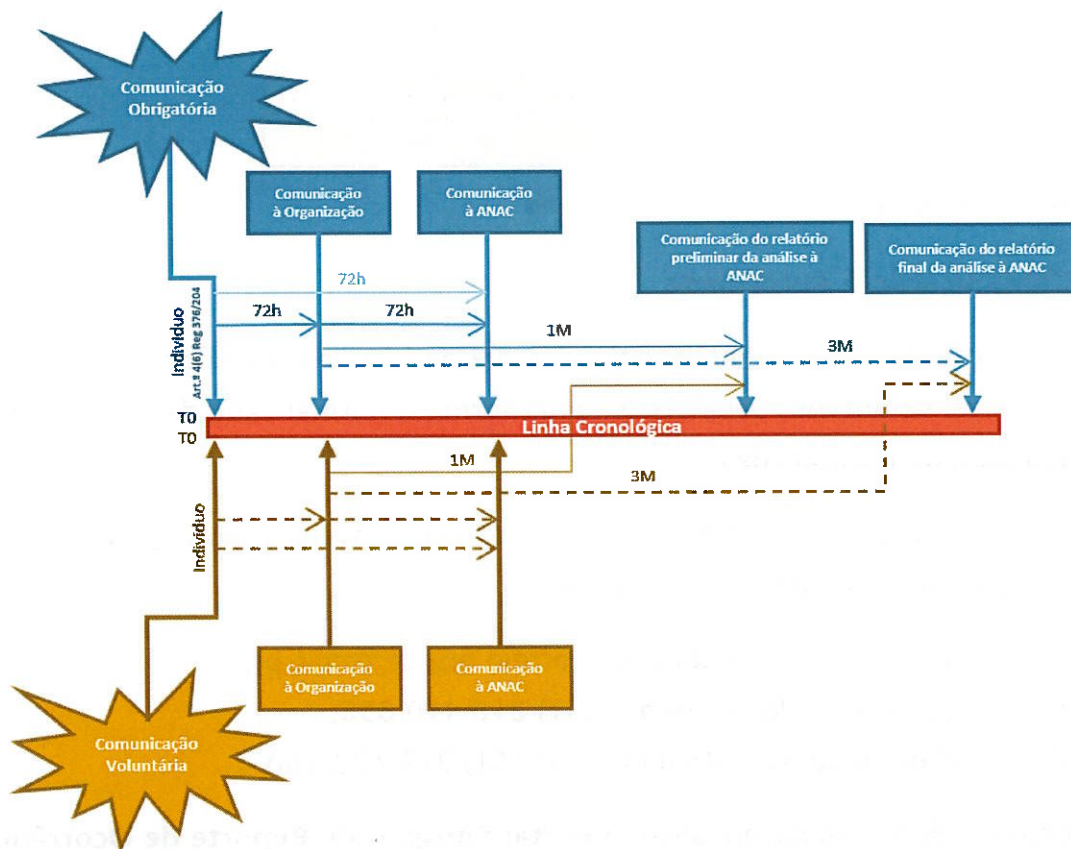 Comunicação
Obrigatória
Comunicação
à Organização
Comunicação
à ANAC
Comunicação do relatório
preliminar da análise à
ANAC
Comunicação do relatório
final da análise à ANAC
72h
72h
72h
1M
3M
Indivíduo
Art.º 4(6) Reg 376/204
T0
T0
Linha Cronológica
1M
3M
Indivíduo
Comunicação
à Organização
Comunicação
à ANAC
Comunicação
Voluntária